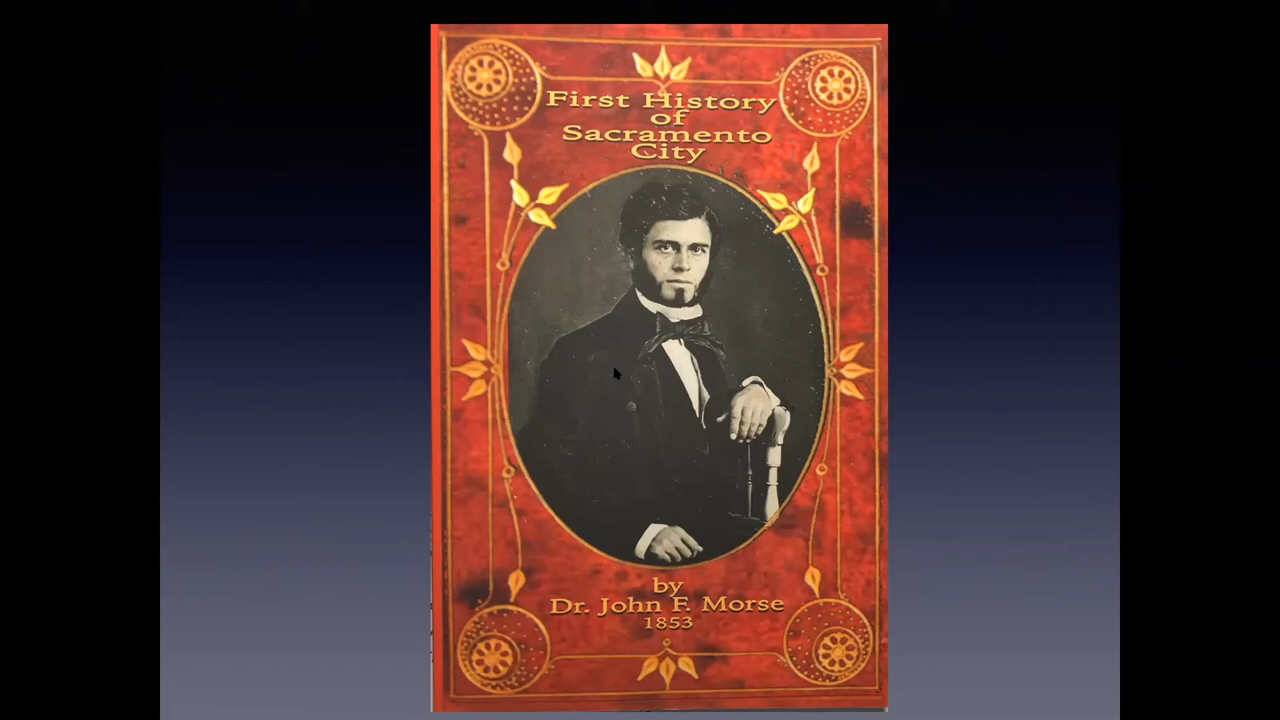 First History
of
Sacramento
City
by
Dr. John F. Morse
1853